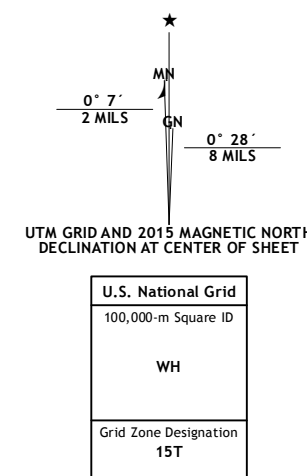 MN
0° 7´
2 MILS
GN
0° 28´
8 MILS
UTM GRID AND 2015 MAGNETIC NORTH
DECLINATION AT CENTER OF SHEET
U.S. National Grid
100,000-m Square ID
WH
Grid Zone Designation
15T